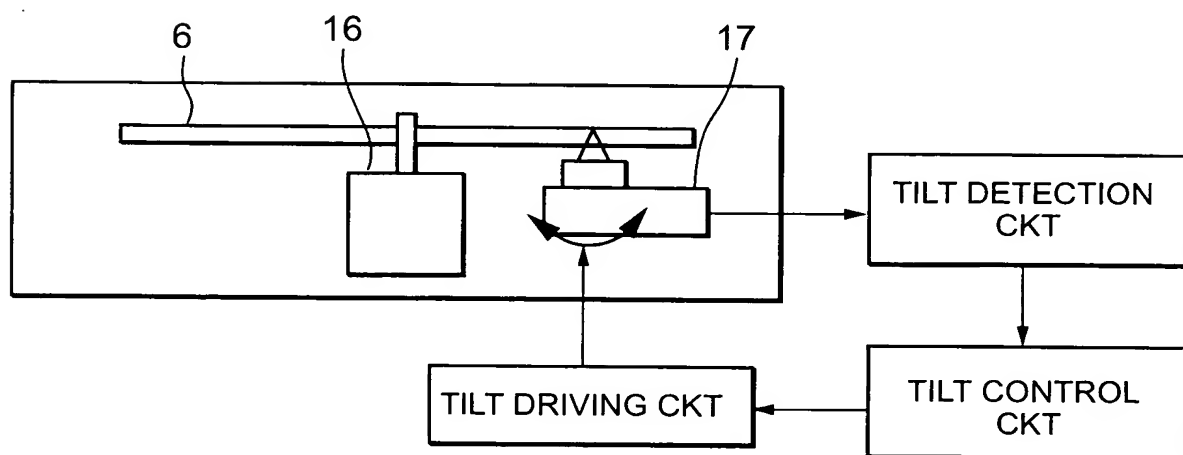 6
16
17
TILT DETECTION
CKT
TILT CONTROL
CKT
TILT DRIVING CKT